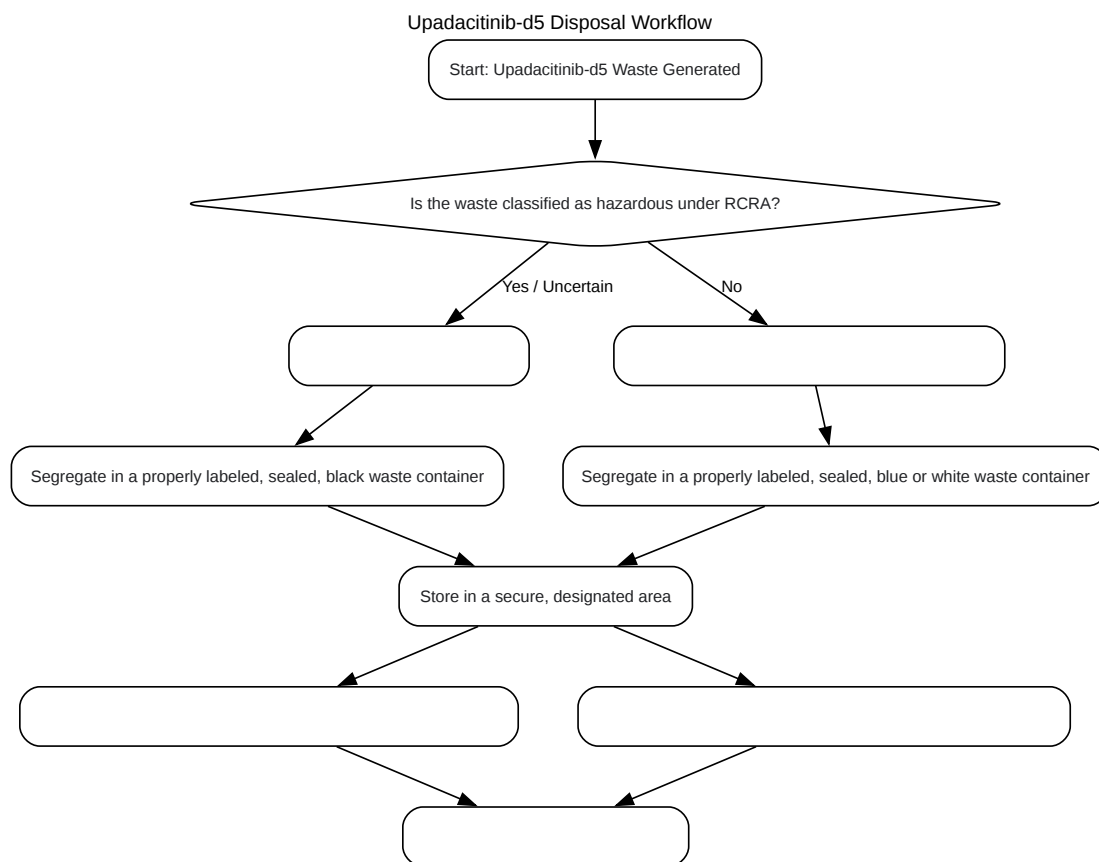 Upadacitinib-d5 Disposal Workflow
Start: Upadacitinib-d5 Waste Generated
Is the waste classified as hazardous under RCRA?
Yes / Uncertain
No
Segregate in a properly labeled, sealed, black waste container
Segregate in a properly labeled, sealed, blue or white waste container
Store in a secure, designated area